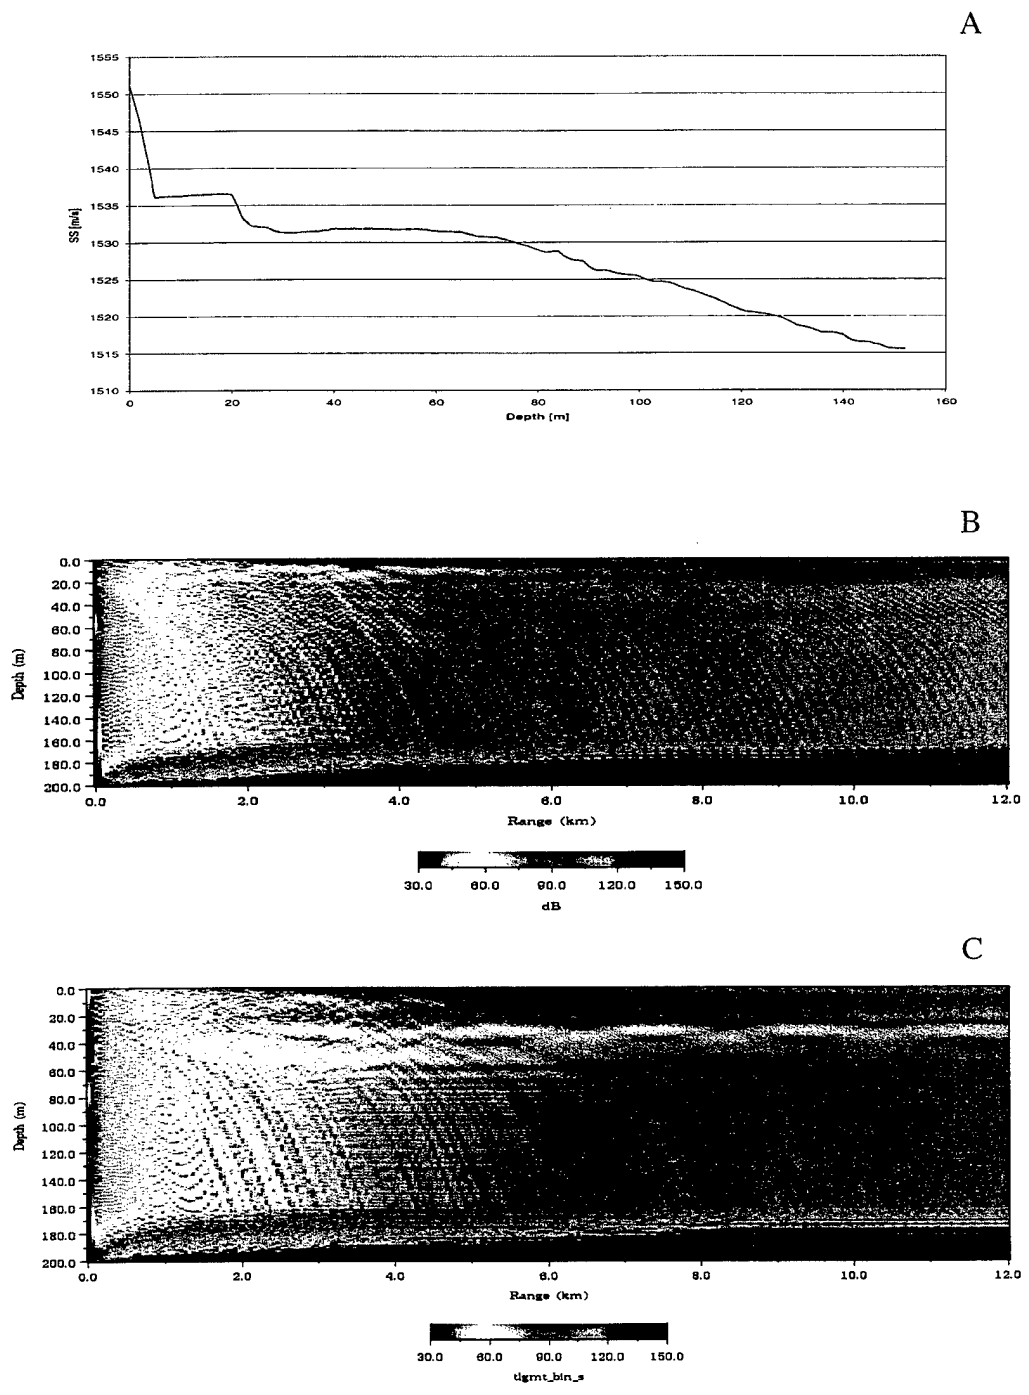 A
1555
1550
1545
1540
1535
1530
1525
1520
1515
1510
SS [m/s]
0 20 40 60 80 100 120 140 160
Depth [m]
B
0.0
20.0
40.0
60.0
80.0
100.0
120.0
140.0
160.0
180.0
200.0
Depth (m)
0.0 2.0 4.0 6.0 8.0 10.0 12.0
Range (km)
30.0 60.0 90.0 120.0 150.0
dB
C
0.0
20.0
40.0
60.0
80.0
100.0
120.0
140.0
160.0
180.0
200.0
Depth (m)
0.0 2.0 4.0 6.0 8.0 10.0 12.0
Range (km)
30.0 60.0 90.0 120.0 150.0
tlgrnt_bin_s